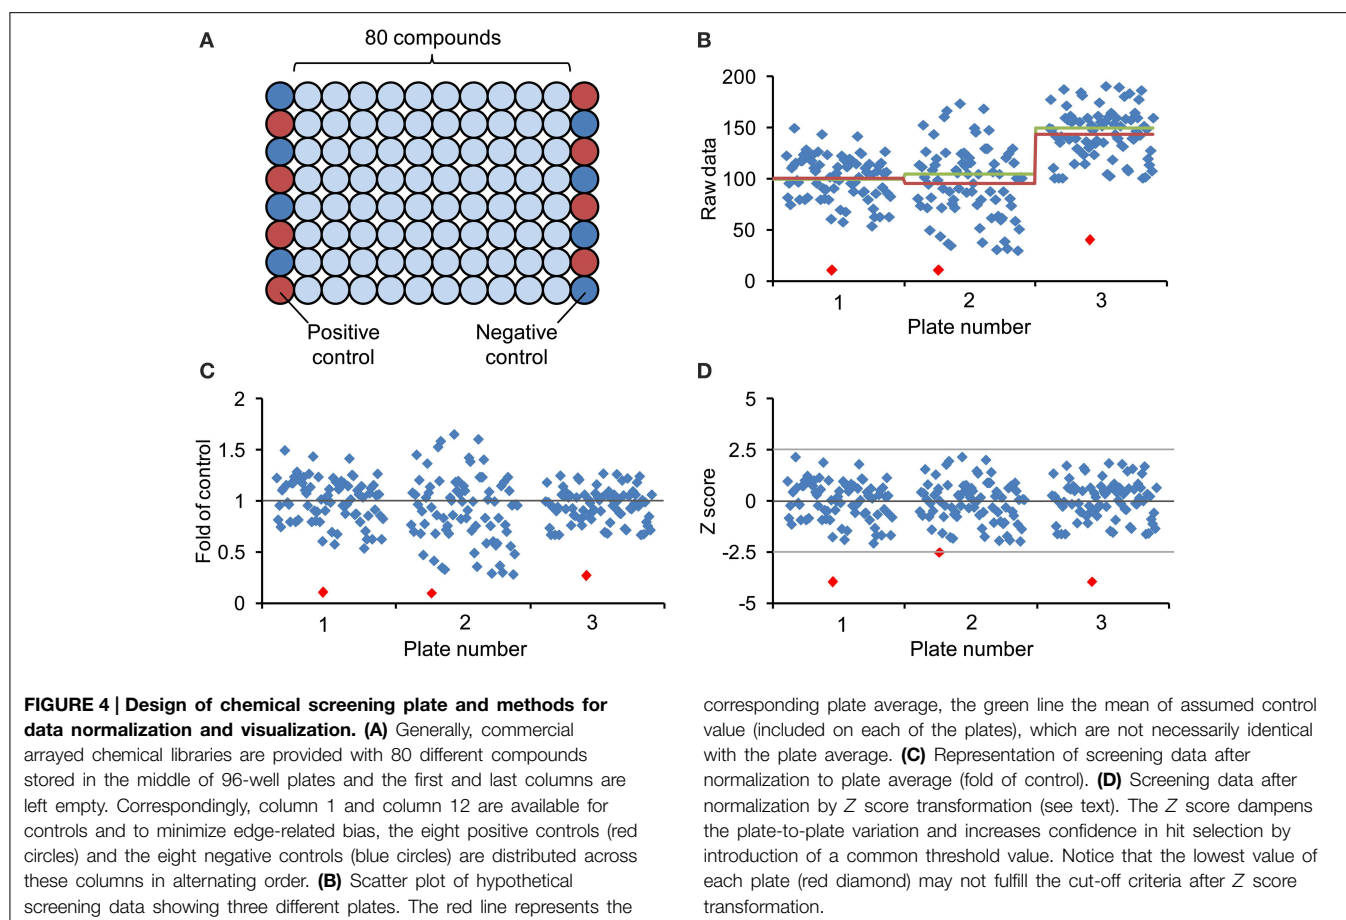 A
80 compounds
Positive
control
Negative
control
B
200
150
100
50
0
Raw data
1
2
3
Plate number
C
2
1.5
1
0.5
0
Fold of control
1
2
3
Plate number
D
5
2.5
0
-2.5
-5
Z score
1
2
3
Plate number
FIGURE 4 | Design of chemical screening plate and methods for
data normalization and visualization. (A) Generally, commercial
arrayed chemical libraries are provided with 80 different compounds
stored in the middle of 96-well plates and the first and last columns are
left empty. Correspondingly, column 1 and column 12 are available for
controls and to minimize edge-related bias, the eight positive controls (red
circles) and the eight negative controls (blue circles) are distributed across
these columns in alternating order. (B) Scatter plot of hypothetical
screening data showing three different plates. The red line represents the
corresponding plate average, the green line the mean of assumed control
value (included on each of the plates), which are not necessarily identical
with the plate average. (C) Representation of screening data after
normalization to plate average (fold of control). (D) Screening data after
normalization by Z score transformation (see text). The Z score dampens
the plate-to-plate variation and increases confidence in hit selection by
introduction of a common threshold value. Notice that the lowest value of
each plate (red diamond) may not fulfill the cut-off criteria after Z score
transformation.